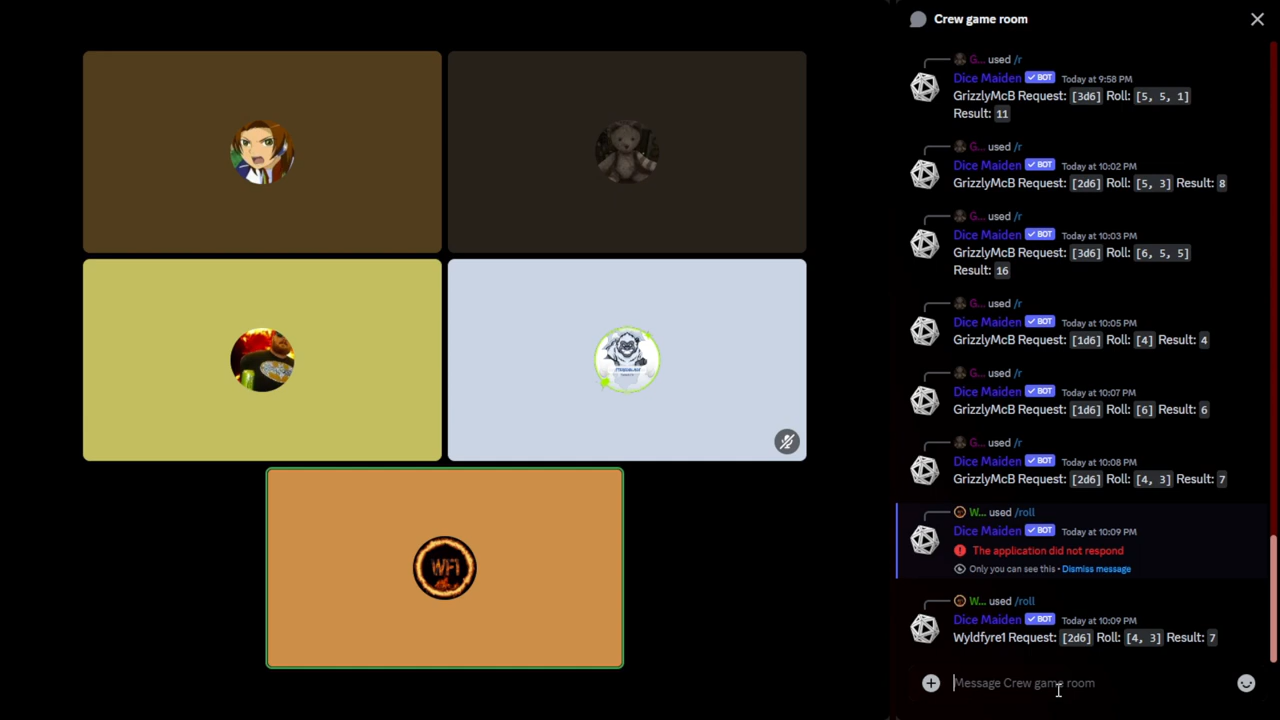 Crew game room
G... used /r
Dice Maiden BOT Today at 9:58 PM
GrizzlyMcB Request: [3d6] Roll: [5, 5, 1]
Result: 11
G... used /r
Dice Maiden BOT Today at 10:02 PM
GrizzlyMcB Request: [2d6] Roll: [5, 3] Result: 8
G... used /r
Dice Maiden BOT Today at 10:03 PM
GrizzlyMcB Request: [3d6] Roll: [6, 5, 5]
Result: 16
G... used /r
Dice Maiden BOT Today at 10:05 PM
GrizzlyMcB Request: [1d6] Roll: [4] Result: 4
G... used /r
Dice Maiden BOT Today at 10:07 PM
GrizzlyMcB Request: [1d6] Roll: [6] Result: 6
G... used /r
Dice Maiden BOT Today at 10:08 PM
GrizzlyMcB Request: [2d6] Roll: [4, 3] Result: 7
W... used /roll
Dice Maiden BOT Today at 10:09 PM
The application did not respond
Only you can see this • Dismiss message
W... used /roll
Dice Maiden BOT Today at 10:09 PM
Wyldfyre1 Request: [2d6] Roll: [4, 3] Result: 7
Message Crew game room
WF1